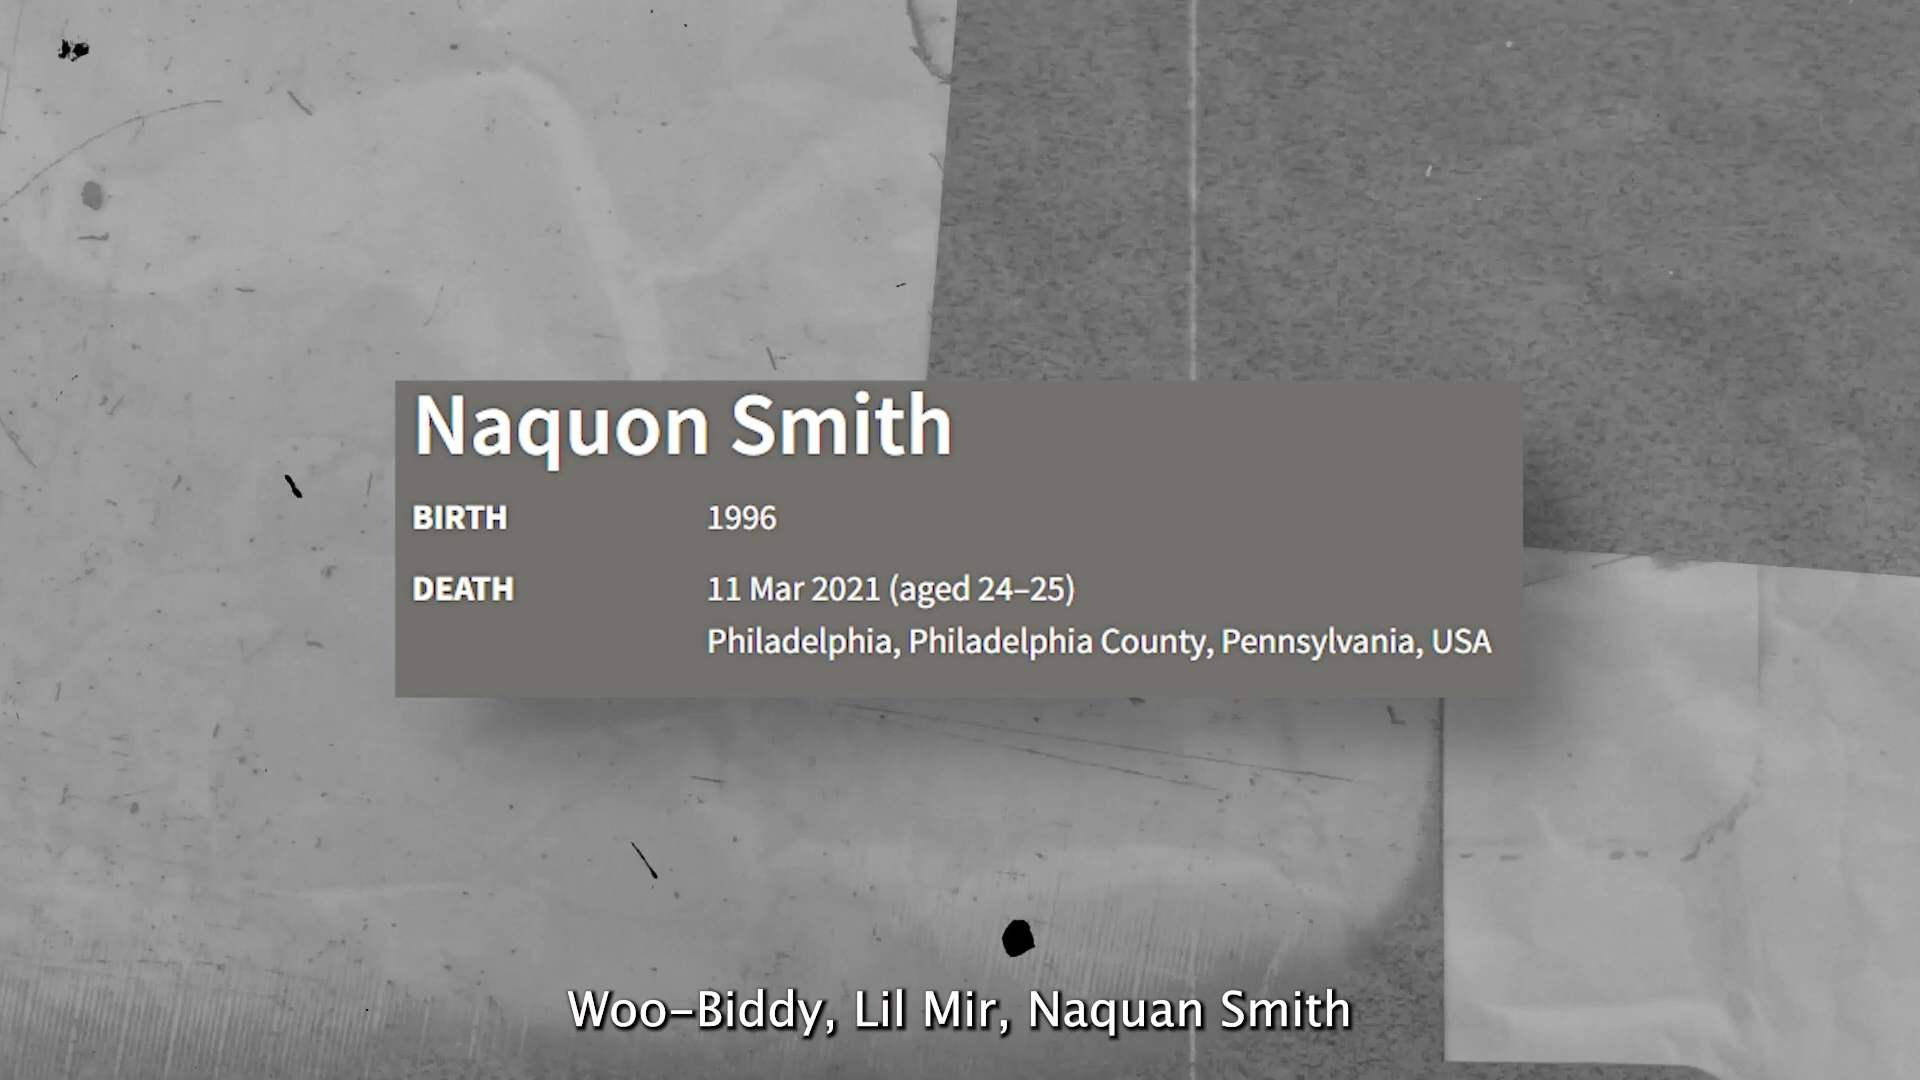 Naquon Smith
BIRTH 1996
DEATH 11 Mar 2021 (aged 24–25)
Philadelphia, Philadelphia County, Pennsylvania, USA
Woo-Biddy, Lil Mir, Naquan Smith